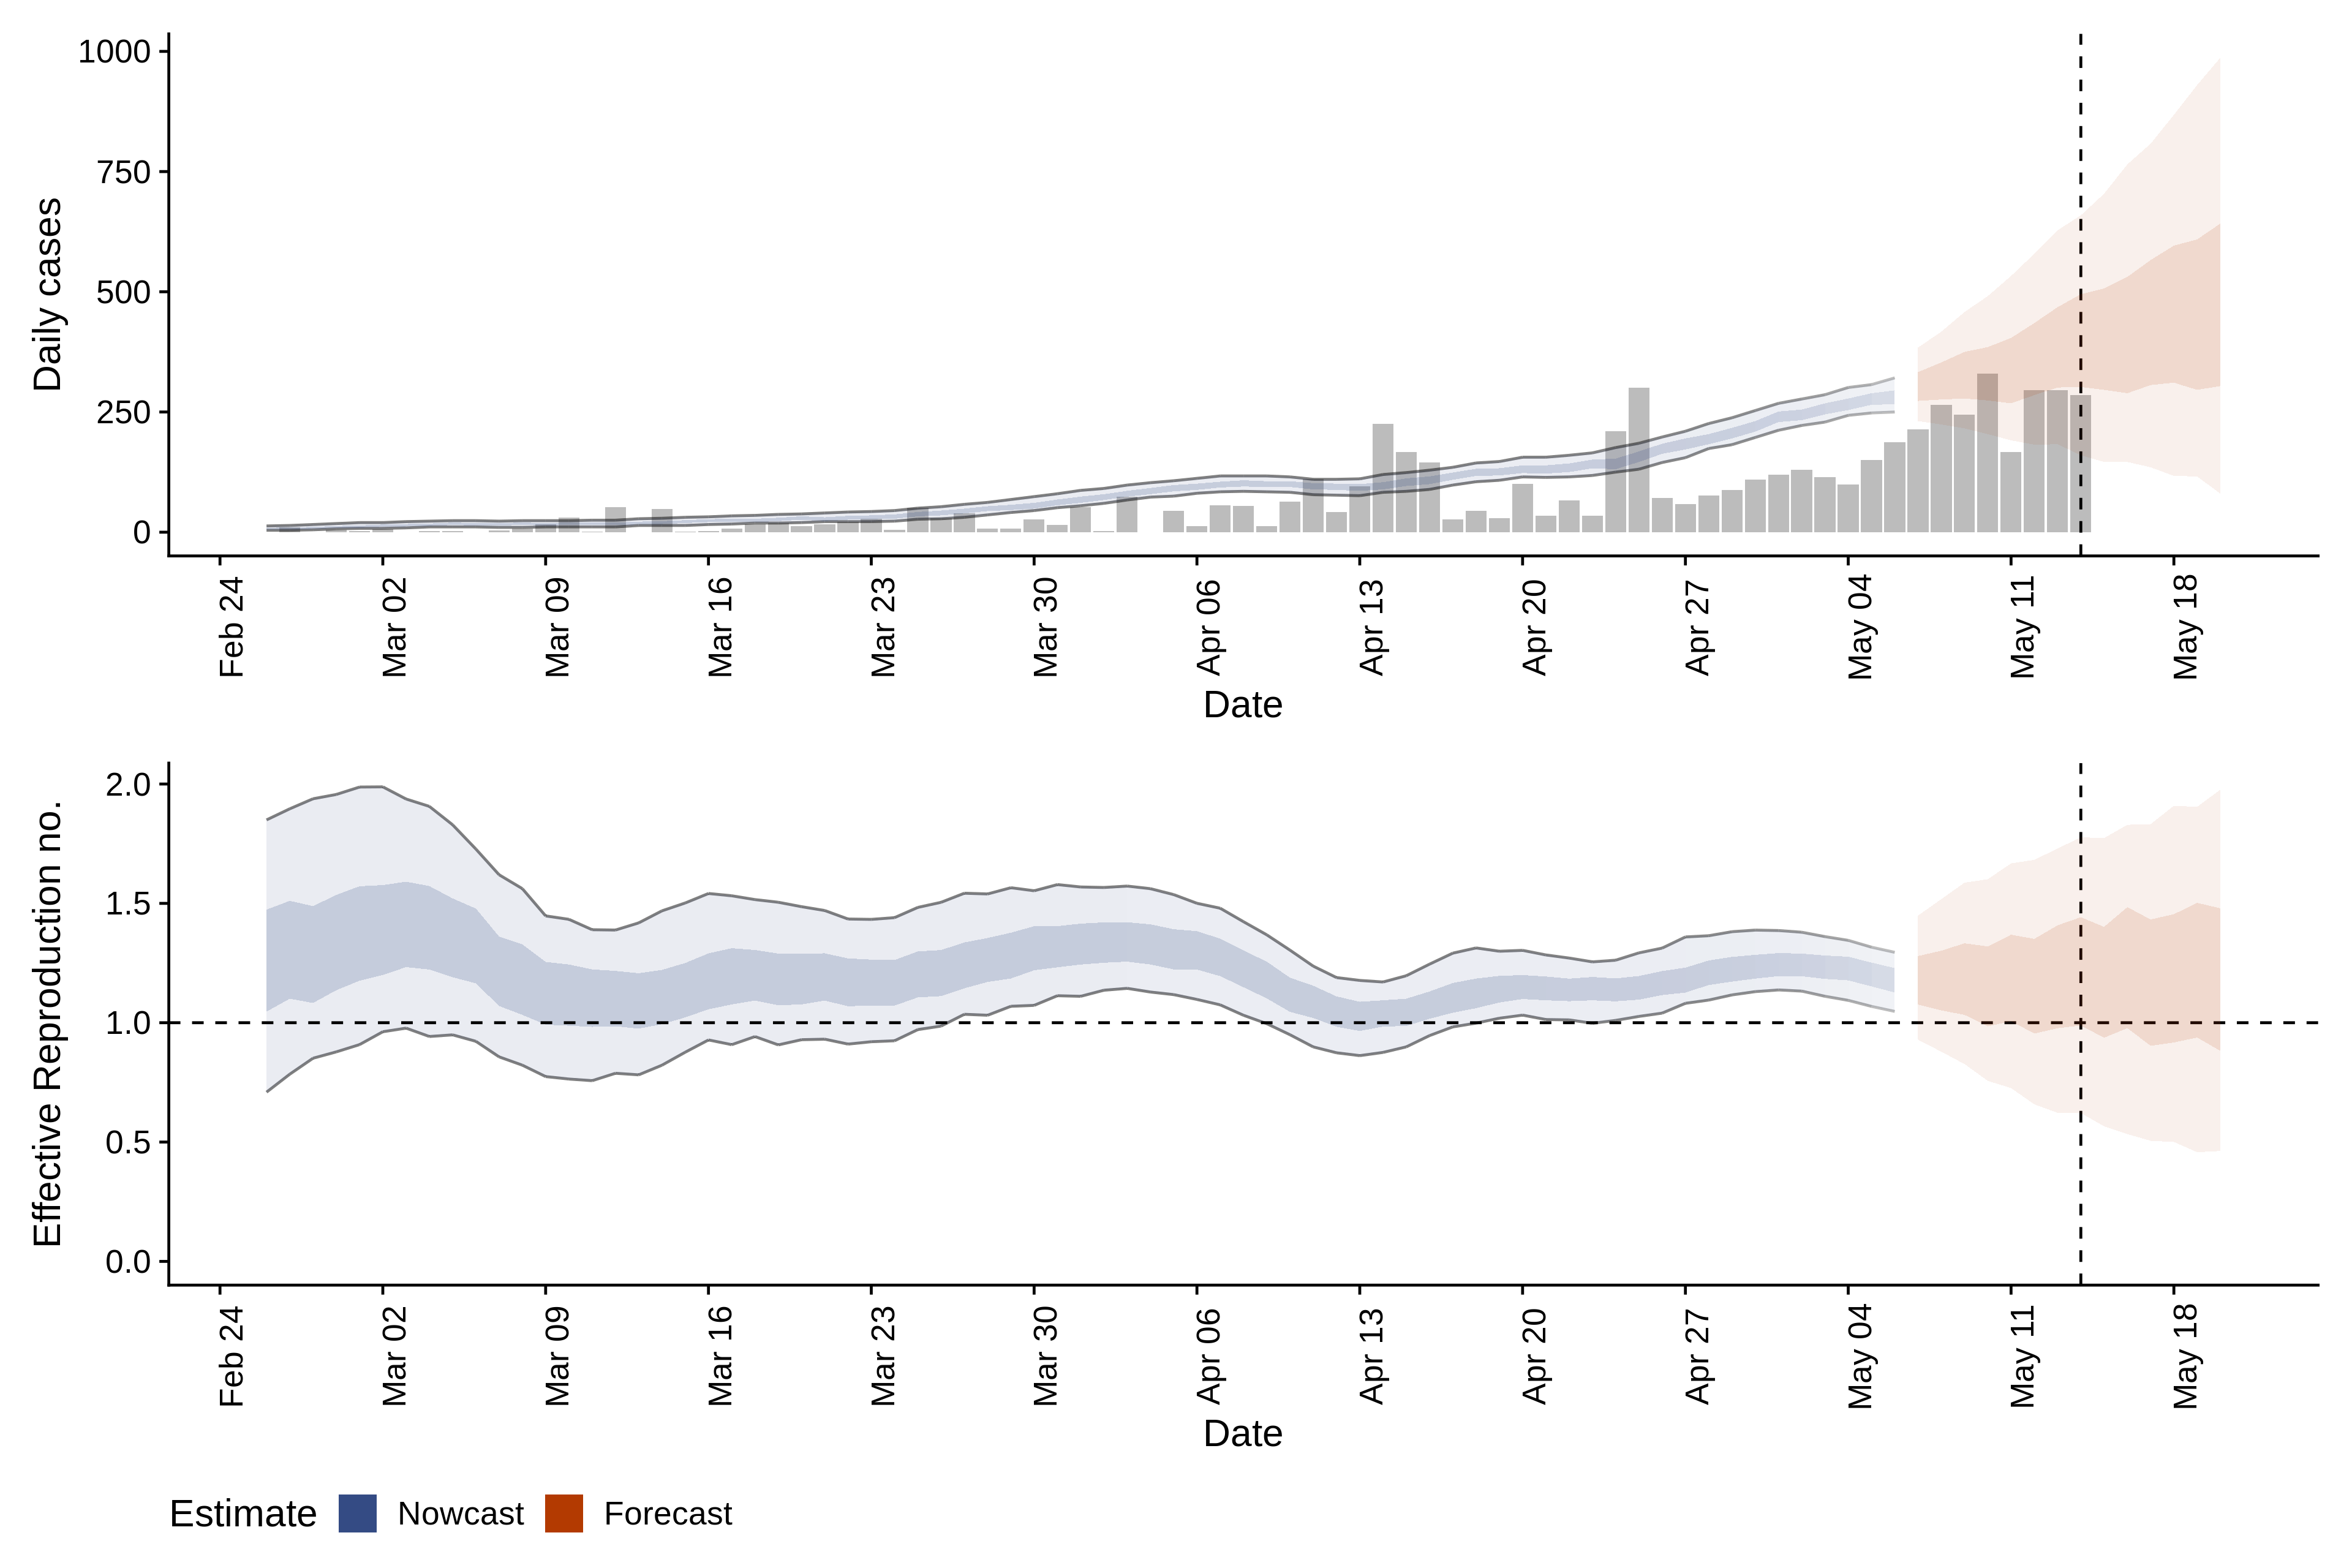 Daily cases
1000
750
500
250
0
Feb 24
Mar 02
Mar 09
Mar 16
Mar 23
Mar 30
Apr 06
Apr 13
Apr 20
Apr 27
May 04
May 11
May 18
Date
Effective Reproduction no.
2.0
1.5
1.0
0.5
0.0
Feb 24
Mar 02
Mar 09
Mar 16
Mar 23
Mar 30
Apr 06
Apr 13
Apr 20
Apr 27
May 04
May 11
May 18
Date
Estimate Nowcast Forecast